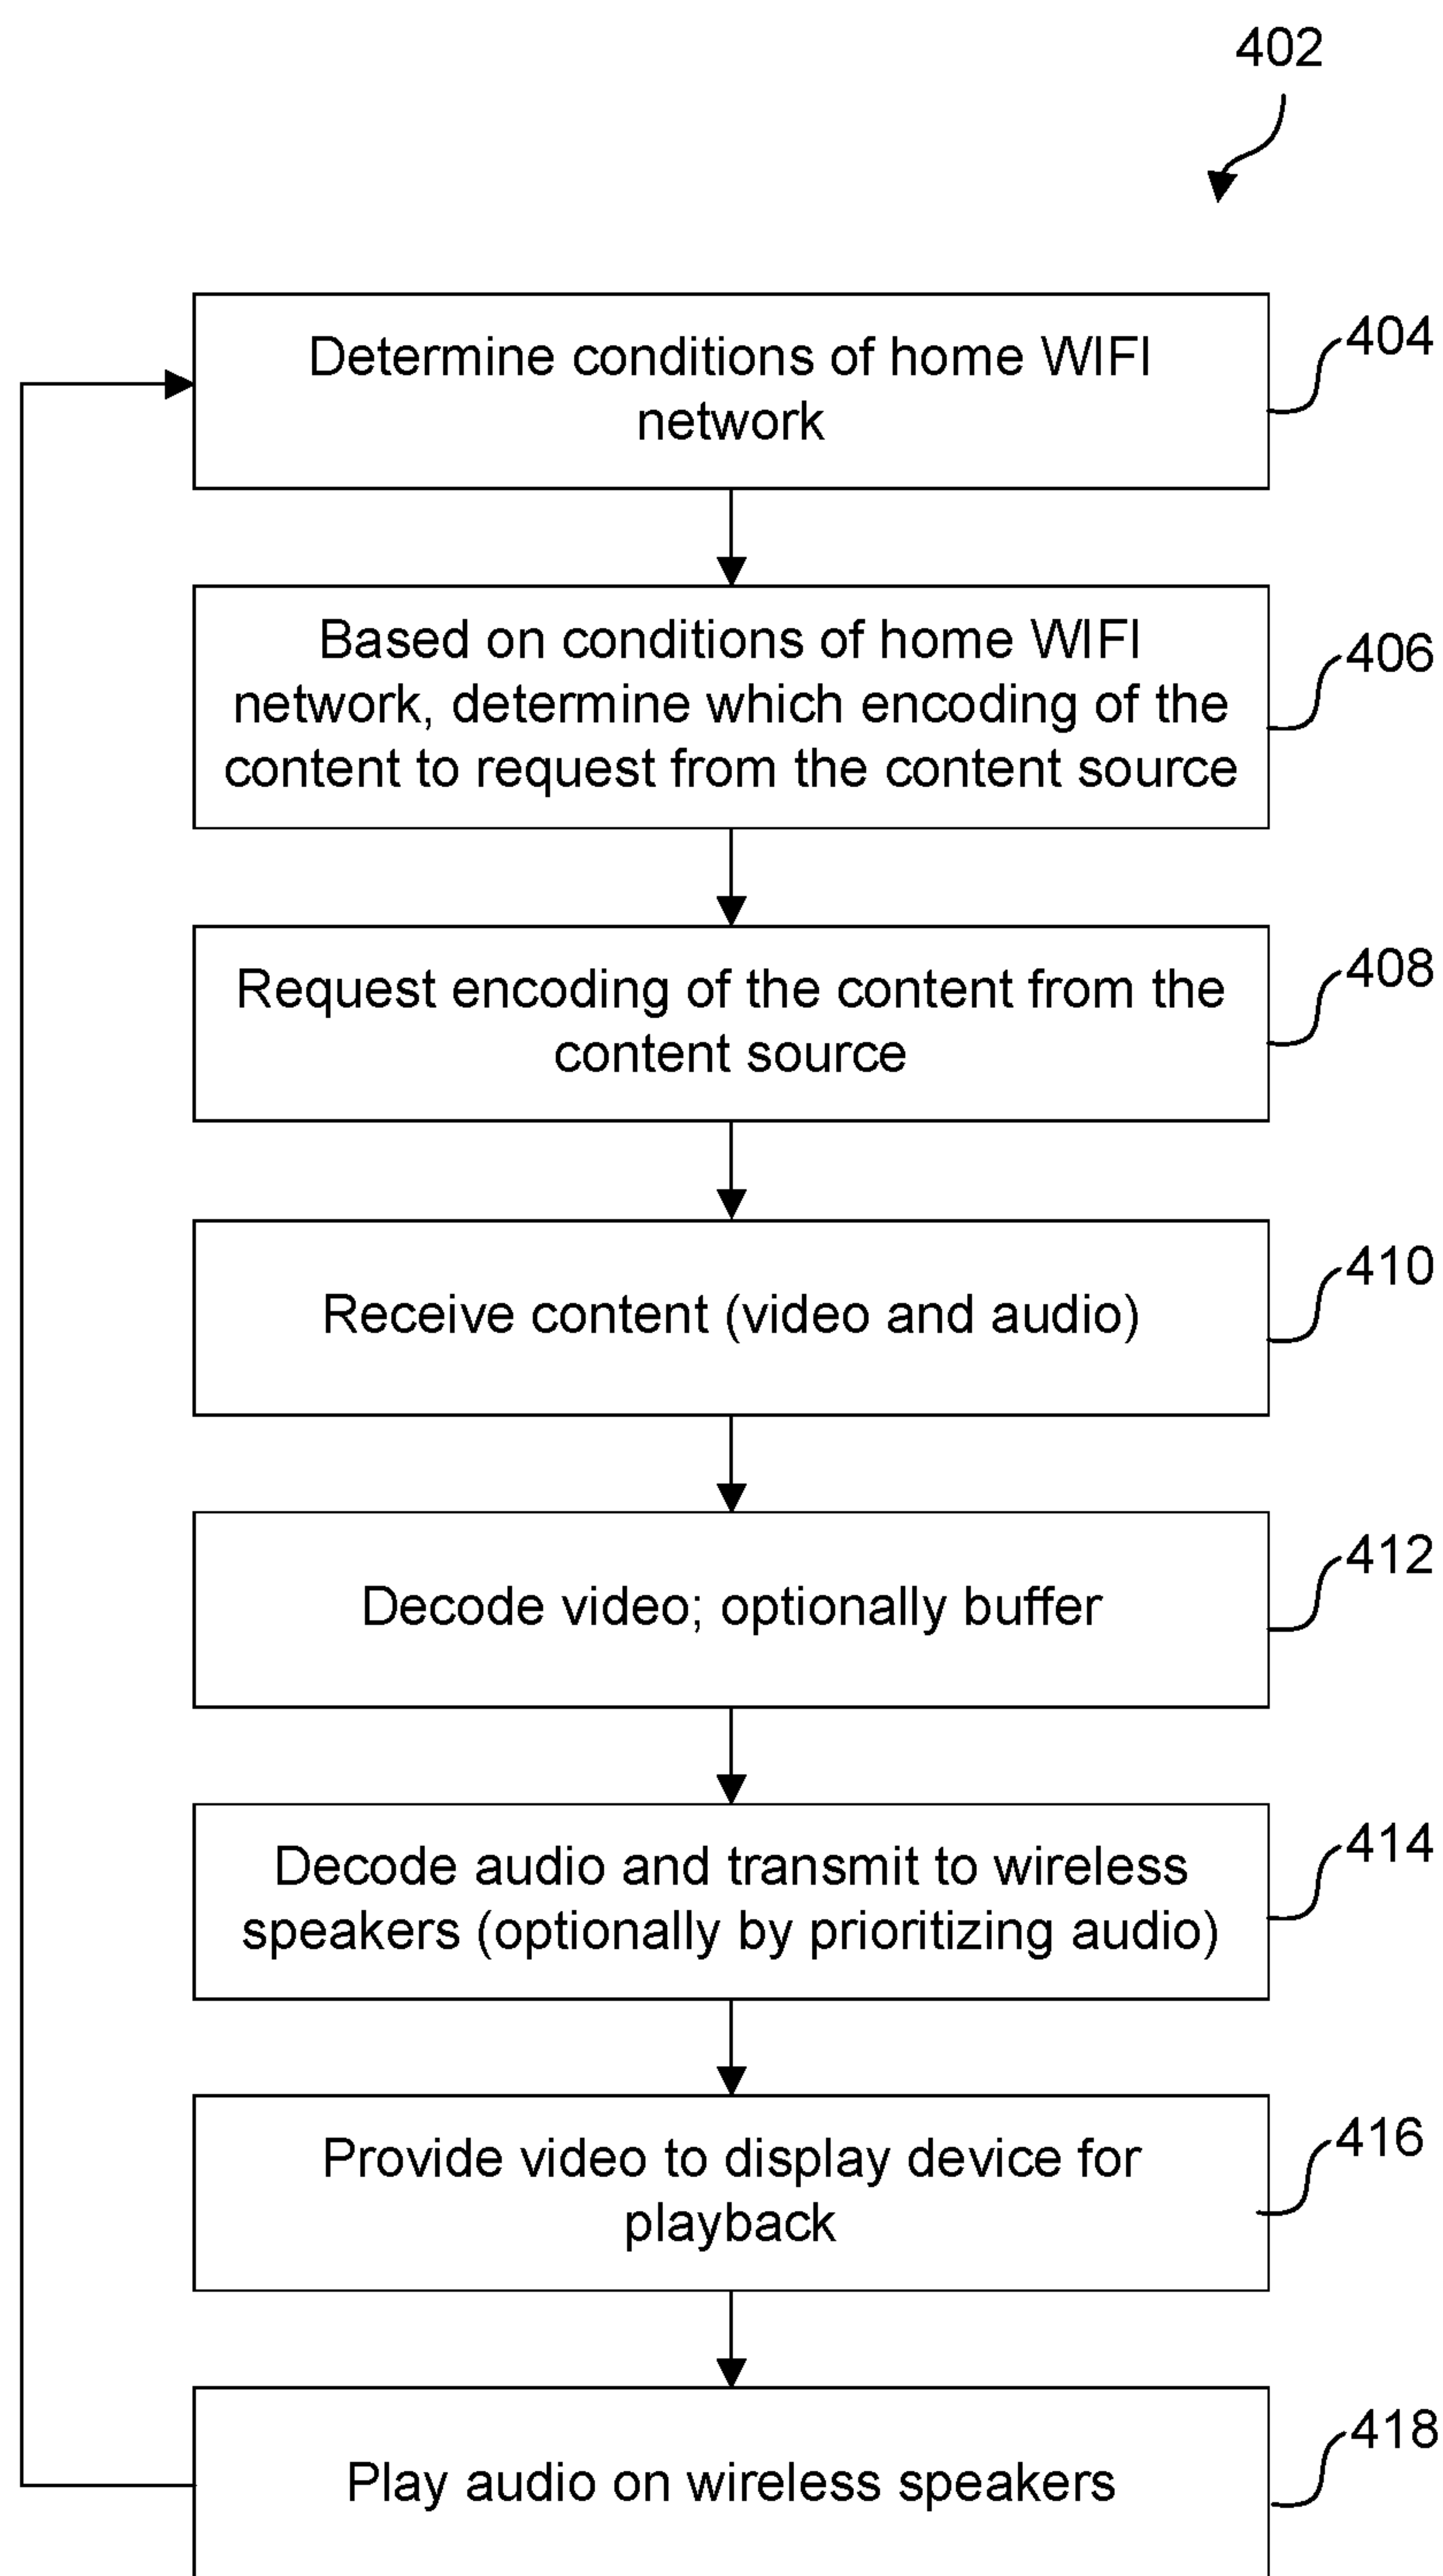 402
Determine conditions of home WIFI
network
404
Based on conditions of home WIFI
network, determine which encoding of the
content to request from the content source
406
Request encoding of the content from the
content source
408
Receive content (video and audio)
410
Decode video; optionally buffer
412
Decode audio and transmit to wireless
speakers (optionally by prioritizing audio)
414
Provide video to display device for
playback
416
Play audio on wireless speakers
418